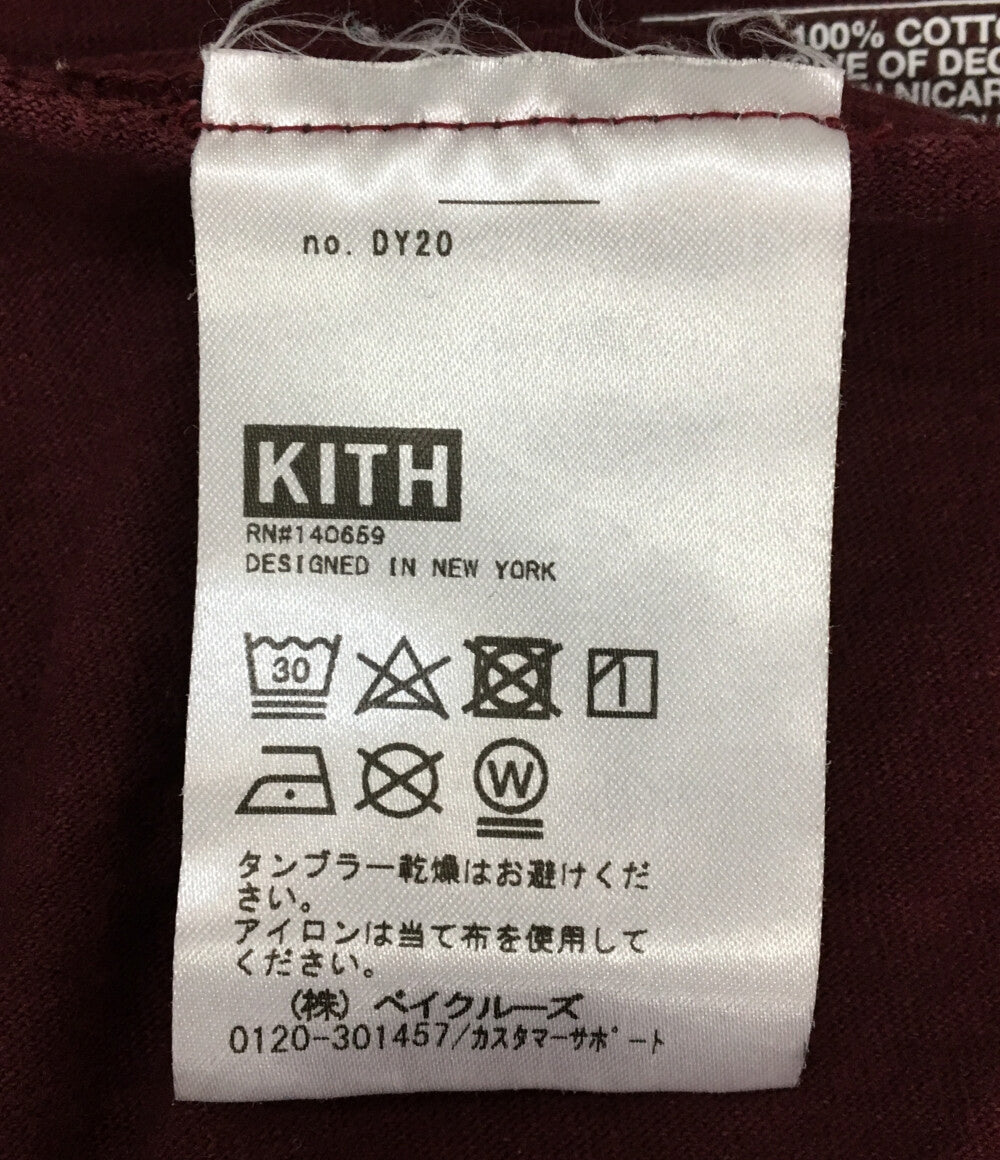 100% COTTO
OF DEC
NICAR
no. DY20
KITH
RN#140659
DESIGNED IN NEW YORK
30
W
タンブラー乾燥はお避けくだ
さい。
アイロンは当て布を使用して
ください。
(株) ベイクルーズ
0120-301457/カスタマーサポート